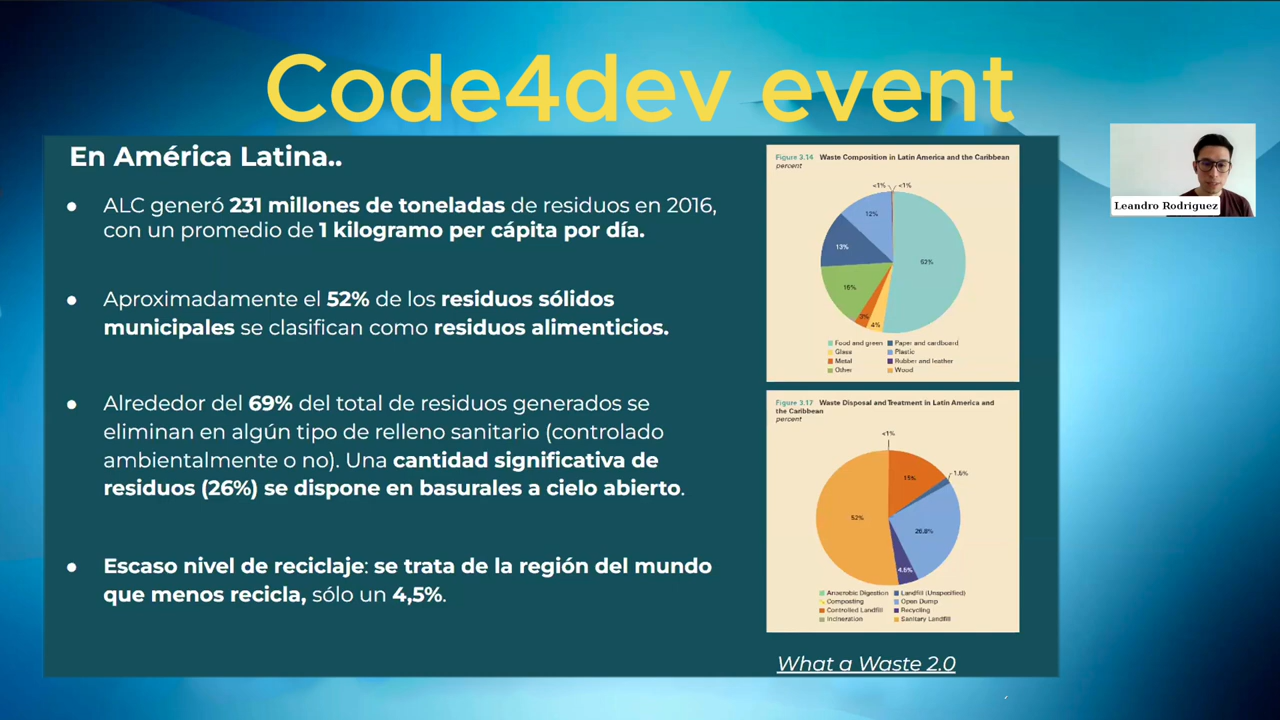 Code4dev event
En América Latina..
● ALC generó 231 millones de toneladas de residuos en 2016,
con un promedio de 1 kilogramo per cápita por día.
● Aproximadamente el 52% de los residuos sólidos
municipales se clasifican como residuos alimenticios.
● Alrededor del 69% del total de residuos generados se
eliminan en algún tipo de relleno sanitario (controlado
ambientalmente o no). Una cantidad significativa de
residuos (26%) se dispone en basurales a cielo abierto.
● Escaso nivel de reciclaje: se trata de la región del mundo
que menos recicla, sólo un 4,5%.
Figure 3.14 Waste Composition in Latin America and the Caribbean
percent
<1% <1%
12%
13%
52%
15%
3%
4%
Food and green Paper and cardboard
Glass Plastic
Metal Rubber and leather
Other Wood
Figure 3.17 Waste Disposal and Treatment in Latin America and
the Caribbean
percent
<1%
15%
1.5%
52%
26.8%
4.5%
Anaerobic Digestion Landfill (Unspecified)
Composting Open Dump
Controlled Landfill Recycling
Incineration Sanitary Landfill
What a Waste 2.0
Leandro Rodriguez